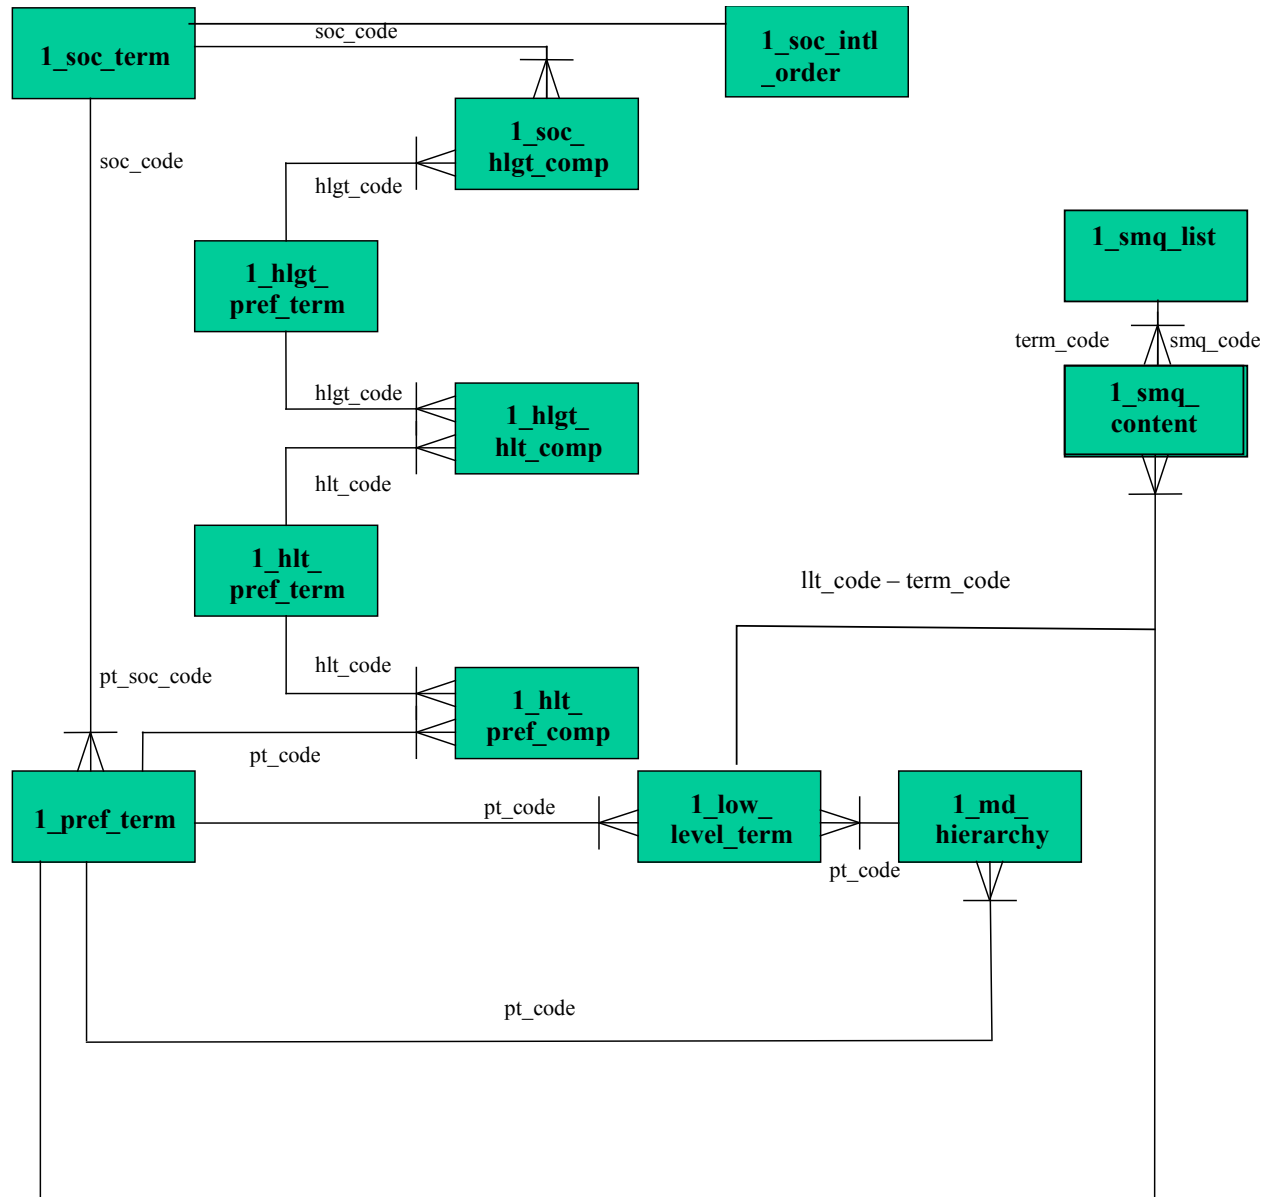 soc_code
1_soc_term
1_soc_intl
_order
1_soc_
hlgt_comp
soc_code
hlgt_code
1_hlgt_
pref_term
1_smq_list
term_code
smq_code
hlgt_code
1_hlgt_
hlt_comp
1_smq_
content
hlt_code
1_hlt_
pref_term
llt_code – term_code
hlt_code
pt_soc_code
1_hlt_
pref_comp
pt_code
1_pref_term
pt_code
1_low_
level_term
1_md_
hierarchy
pt_code
pt_code